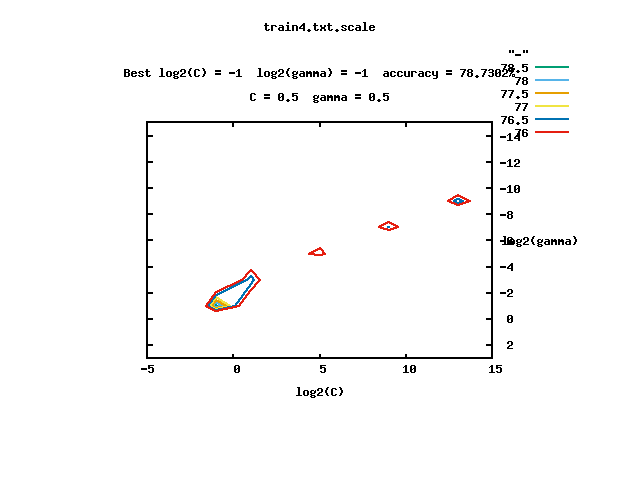 train4.txt.scale
"-"
Best log2(C) = -1 log2(gamma) = -1 accuracy = 78.7302%
78.5
78
77.5
77
76.5
76
C = 0.5 gamma = 0.5
-14
-12
-10
-8
-6
log2(gamma)
-4
-2
0
2
-5 0 5 10 15
log2(C)